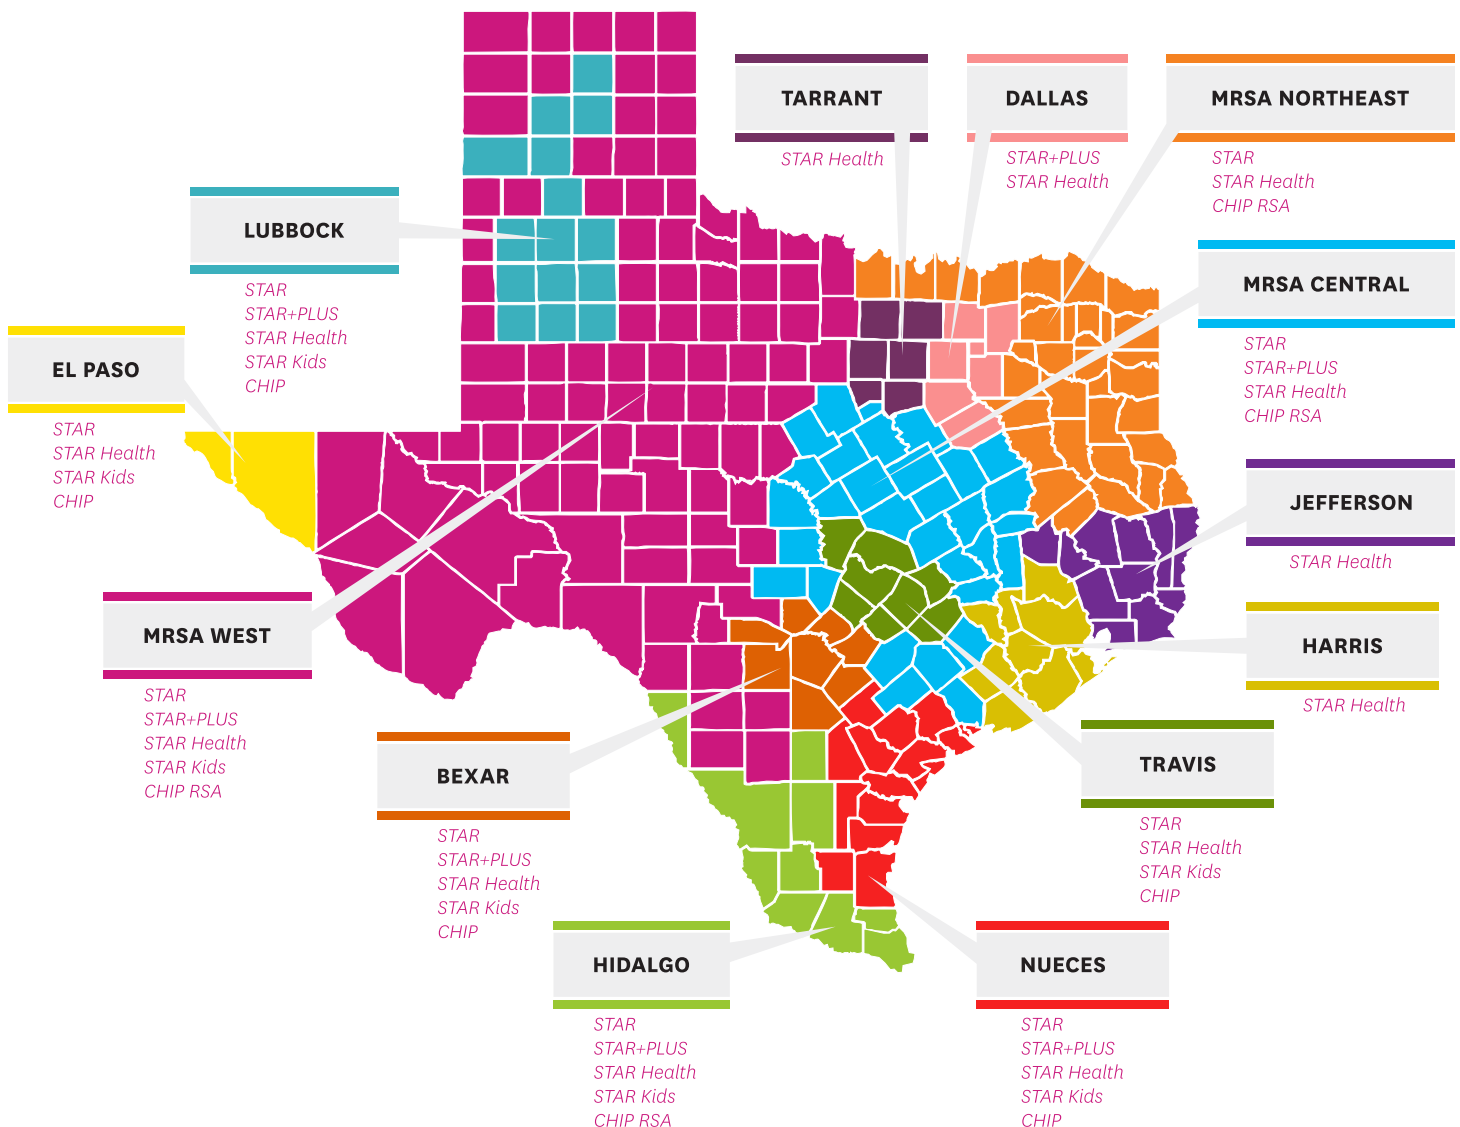 TARRANT
STAR Health
DALLAS
STAR+PLUS
STAR Health
MRSA NORTHEAST
STAR
STAR Health
CHIP RSA
LUBBOCK
STAR
STAR+PLUS
STAR Health
STAR Kids
CHIP
MRSA CENTRAL
STAR
STAR+PLUS
STAR Health
CHIP RSA
EL PASO
STAR
STAR Health
STAR Kids
CHIP
JEFFERSON
STAR Health
MRSA WEST
STAR
STAR+PLUS
STAR Health
STAR Kids
CHIP RSA
HARRIS
STAR Health
BEXAR
STAR
STAR+PLUS
STAR Health
STAR Kids
CHIP
TRAVIS
STAR
STAR Health
STAR Kids
CHIP
HIDALGO
STAR
STAR+PLUS
STAR Health
STAR Kids
CHIP RSA
NUECES
STAR
STAR+PLUS
STAR Health
STAR Kids
CHIP